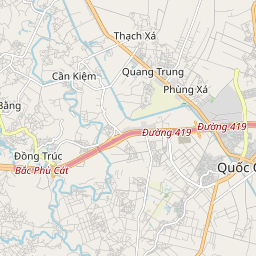 Thạch Xá
Quang Trung
Cần Kiệm
Phùng Xá
Bằng
Đường 419
Đường 419
Đồng Trúc
Bắc Phú Cát
Quốc O